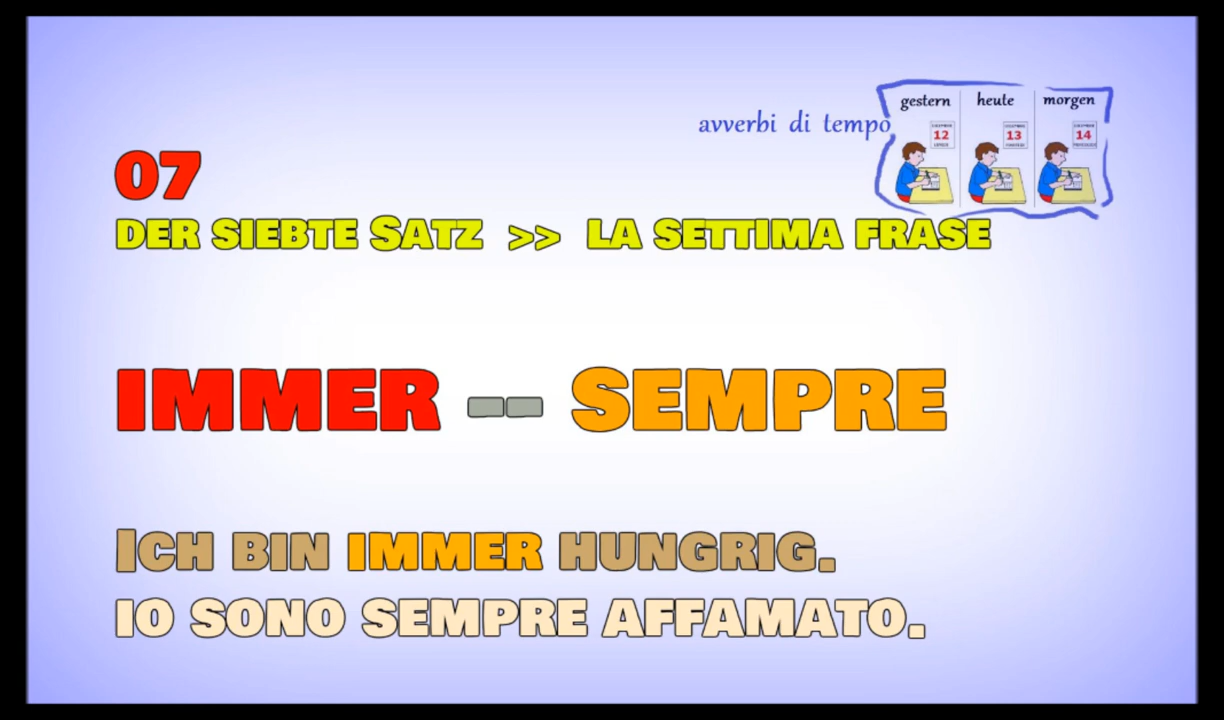 gestern heute morgen
avverbi di tempo
12 13 14
07
DER SIEBTE SATZ >> LA SETTIMA FRASE
IMMER -- SEMPRE
ICH BIN IMMER HUNGRIG.
IO SONO SEMPRE AFFAMATO.